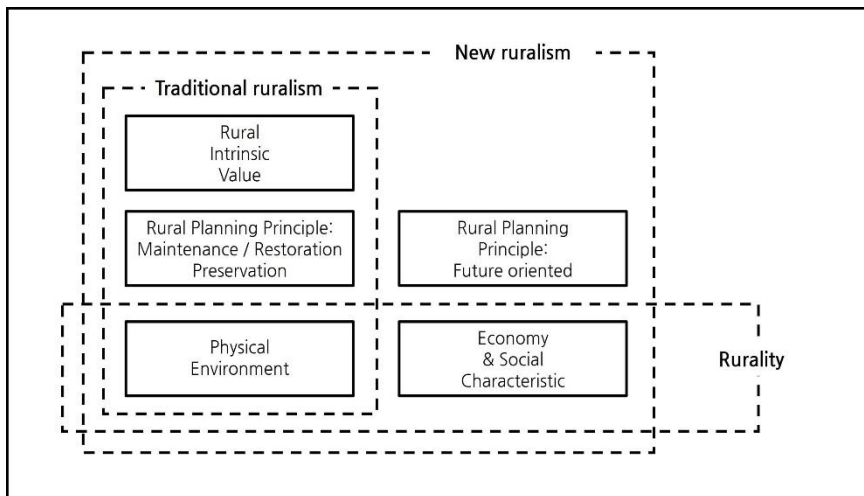 New ruralism
Traditional ruralism
Rural
Intrinsic
Value
Rural Planning Principle:
Maintenance / Restoration
Preservation
Rural Planning
Principle:
Future oriented
Physical
Environment
Economy
& Social
Characteristic
Rurality